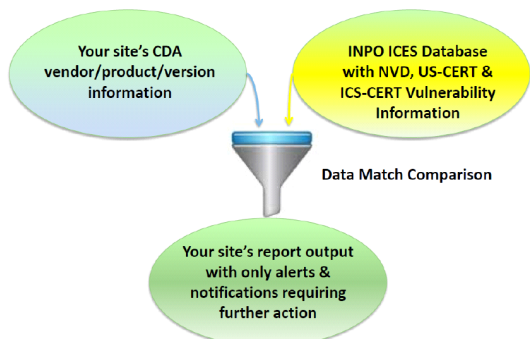 Your site's CDA
vendor/product/version
information
INPO ICES Database
with NVD, US-CERT &
ICS-CERT Vulnerability
Information
Data Match Comparison
Your site's report output
with only alerts &
notifications requiring
further action